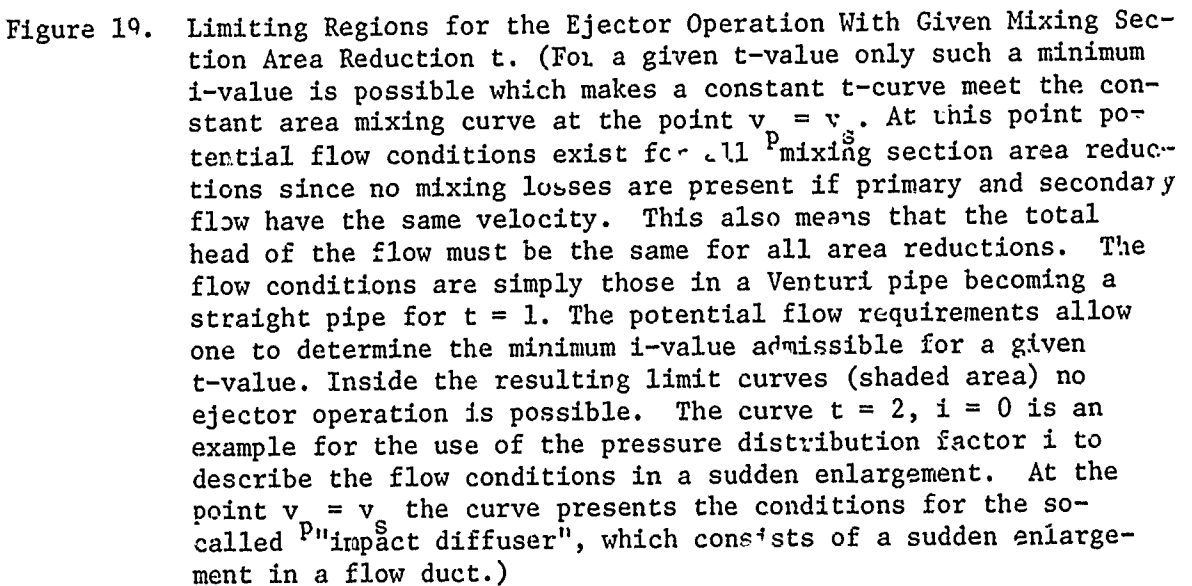 Figure 19. Limiting Regions for the Ejector Operation With Given Mixing Sec-
tion Area Reduction t. (For a given t-value only such a minimum
i-value is possible which makes a constant t-curve meet the con-
stant area mixing curve at the point v_p = v_s. At this point po-
tential flow conditions exist for all mixing section area reduc-
tions since no mixing losses are present if primary and secondary
flow have the same velocity. This also means that the total
head of the flow must be the same for all area reductions. The
flow conditions are simply those in a Venturi pipe becoming a
straight pipe for t = 1. The potential flow requirements allow
one to determine the minimum i-value admissible for a given
t-value. Inside the resulting limit curves (shaded area) no
ejector operation is possible. The curve t = 2, i = 0 is an
example for the use of the pressure distribution factor i to
describe the flow conditions in a sudden enlargement. At the
point v_p = v_s the curve presents the conditions for the so-
called "impact diffuser", which consists of a sudden enlarge-
ment in a flow duct.)